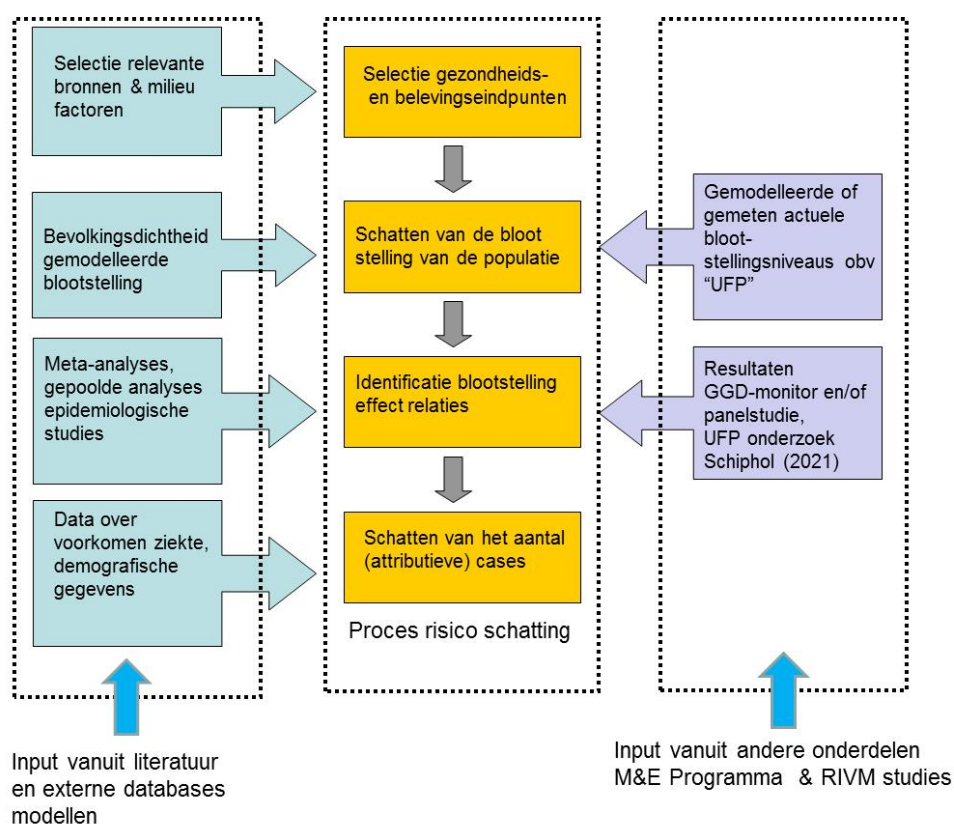 Selectie relevante
bronnen & milieu
factoren
Bevolkingsdichtheid
gemodelleerde
blootstelling
Meta-analyses,
gepoolde analyses
epidemiologische
studies
Data over
voorkomen ziekte,
demografische
gegevens
Input vanuit literatuur
en externe databases
modellen
Selectie gezondheids-
en belevingseindpunten
Schatten van de bloot
stelling van de populatie
Identificatie blootstelling
effect relaties
Schatten van het aantal
(attributieve) cases
Proces risico schatting
Gemodelleerde of
gemeten actuele
bloot-
stellingsniveaus obv
“UFP”
Resultaten
GGD-monitor en/of
panelstudie,
UFP onderzoek
Schiphol (2021)
Input vanuit andere onderdelen
M&E Programma & RIVM studies